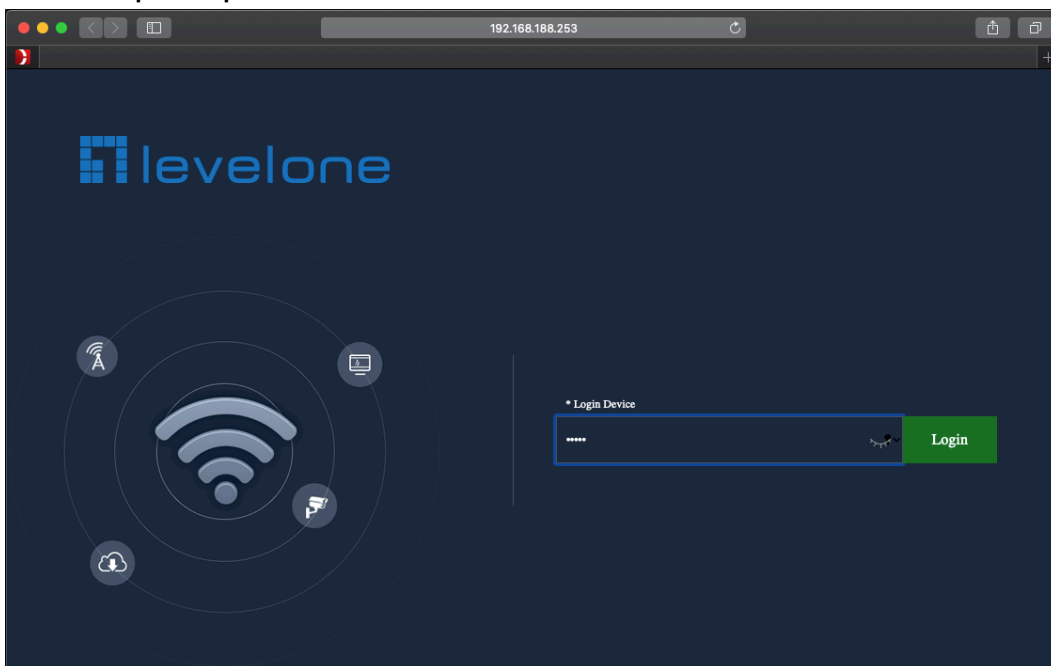 192.168.188.253
levelone
* Login Device
•••••
Login